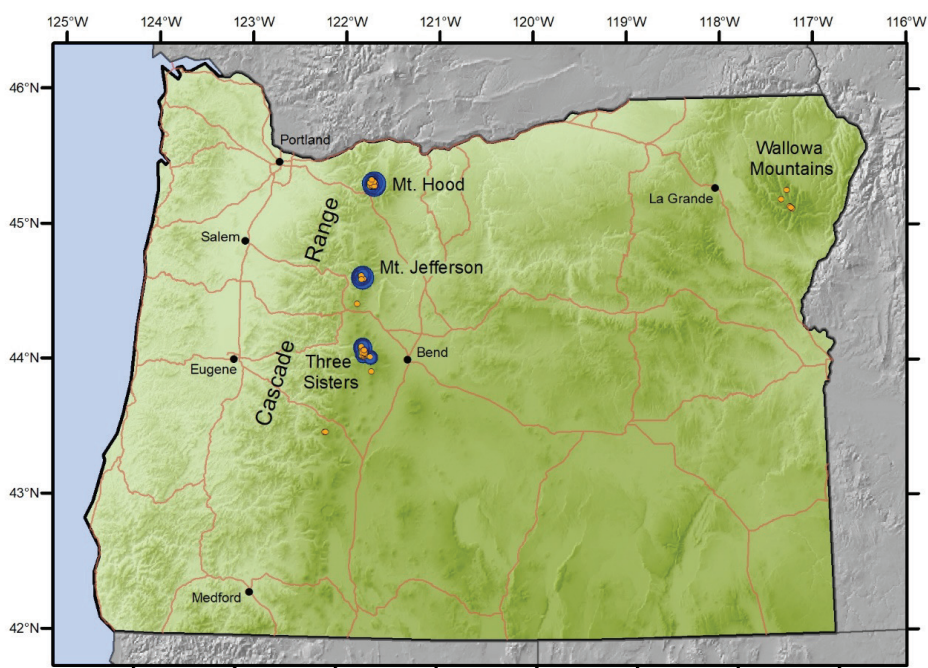 125°W 124°W 123°W 122°W 121°W 120°W 119°W 118°W 117°W 116°W
46°N
Portland
Wallowa
Mountains
Mt. Hood
La Grande
45°N
Range
Salem
Mt. Jefferson
44°N
Bend
Three
Sisters
Eugene
Cascade
43°N
Medford
42°N